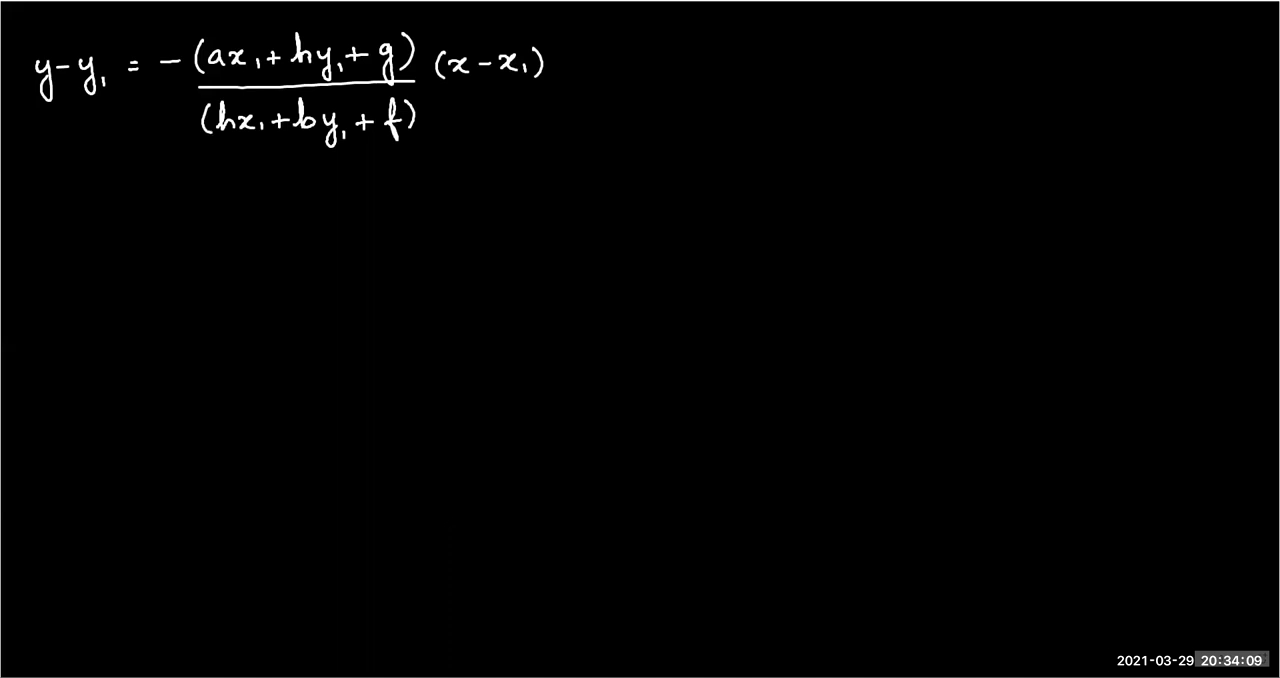 y - y₁ = - (ax₁ + hy₁ + g) / (hx₁ + by₁ + f) (x - x₁)
2021-03-29 20:34:09